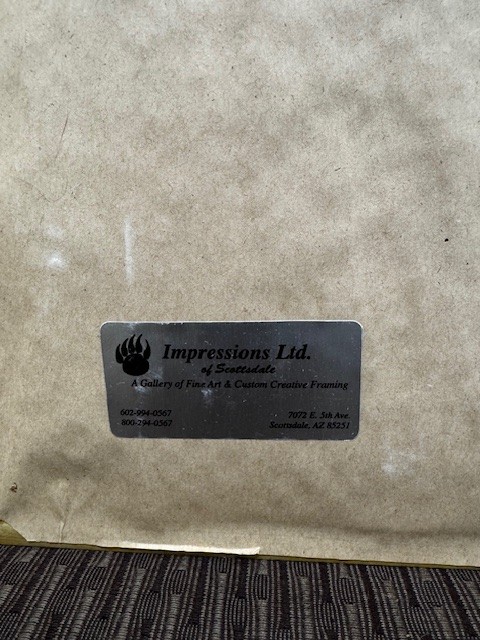 Impressions Ltd.
of Scottsdale
A Gallery of Fine Art & Custom Creative Framing
602-994-0567
800-294-0567
7072 E. 5th Ave.
Scottsdale, AZ 85251